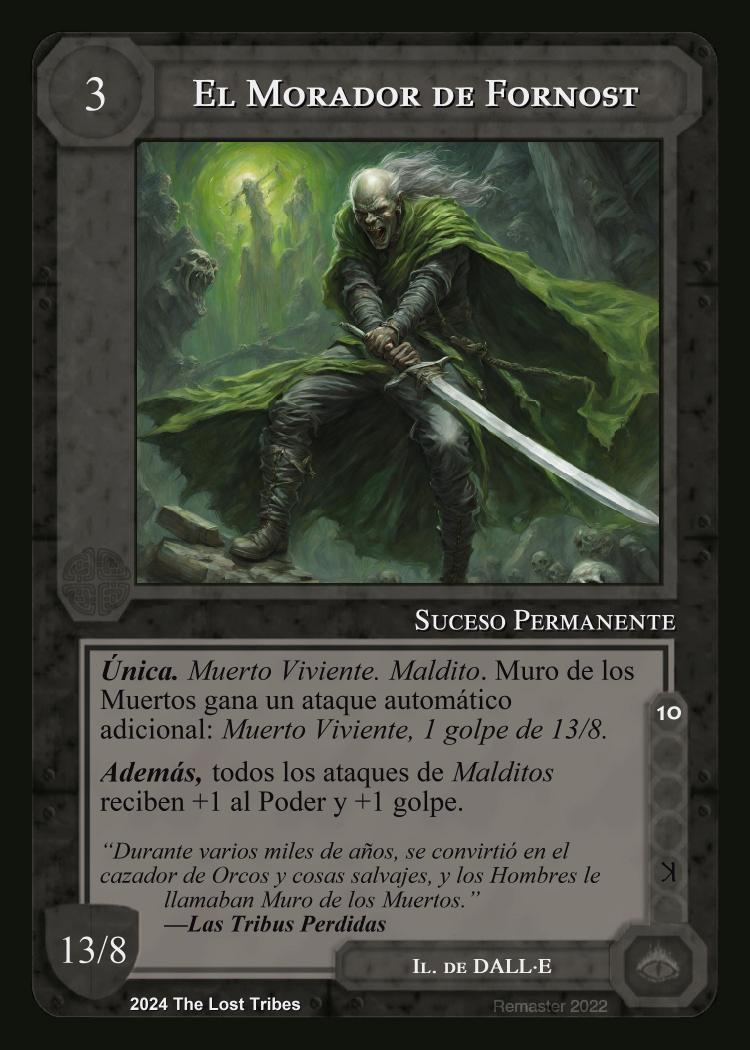 3
El Morador de Fornost
Suceso Permanente
Única. Muerto Viviente. Maldito. Muro de los
Muertos gana un ataque automático
adicional: Muerto Viviente, 1 golpe de 13/8.
Además, todos los ataques de Malditos
reciben +1 al Poder y +1 golpe.
10
“Durante varios miles de años, se convirtió en el
cazador de Orcos y cosas salvajes, y los Hombres le
llamaban Muro de los Muertos.”
—Las Tribus Perdidas
13/8
Il. de DALL·E
2024 The Lost Tribes
Remaster 2022